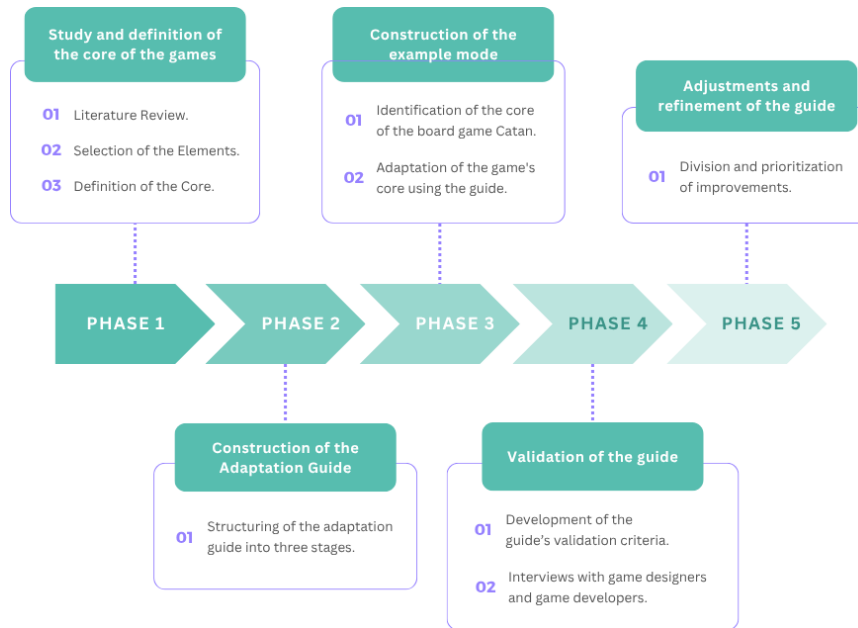 Study and definition of
the core of the games
01 Literature Review.
02 Selection of the Elements.
03 Definition of the Core.
Construction of the
example mode
01 Identification of the core
of the board game Catan.
02 Adaptation of the game's
core using the guide.
Adjustments and
refinement of the guide
01 Division and prioritization
of improvements.
PHASE 1
PHASE 2
PHASE 3
PHASE 4
PHASE 5
Construction of the
Adaptation Guide
01 Structuring of the adaptation
guide into three stages.
Validation of the guide
01 Development of the
guide’s validation criteria.
02 Interviews with game designers
and game developers.